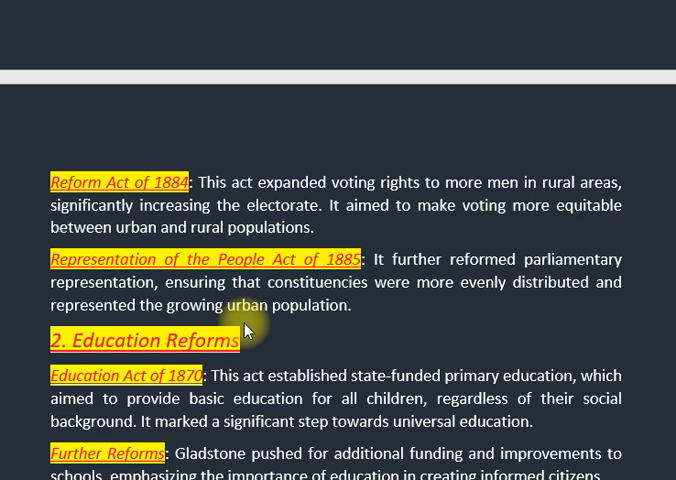 Reform Act of 1884: This act expanded voting rights to more men in rural areas,
significantly increasing the electorate. It aimed to make voting more equitable
between urban and rural populations.
Representation of the People Act of 1885: It further reformed parliamentary
representation, ensuring that constituencies were more evenly distributed and
represented the growing urban population.
2. Education Reforms
Education Act of 1870: This act established state-funded primary education, which
aimed to provide basic education for all children, regardless of their social
background. It marked a significant step towards universal education.
Further Reforms: Gladstone pushed for additional funding and improvements to
schools, emphasizing the importance of education in creating informed citizens.